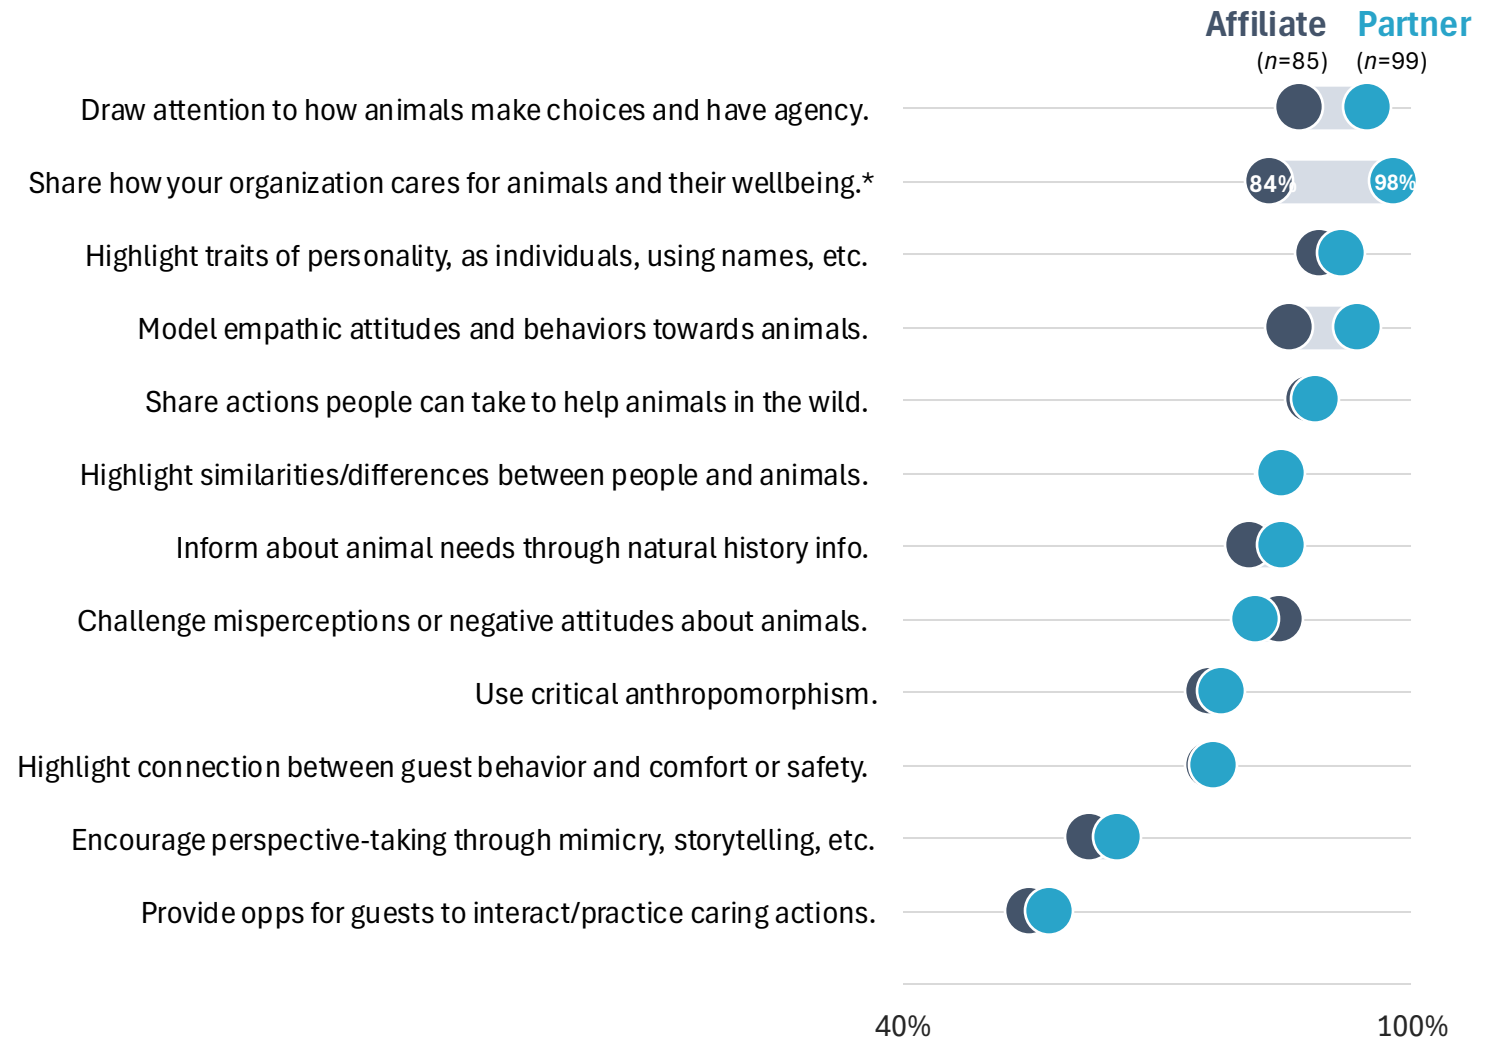 Affiliate Partner
(n=85) (n=99)
Draw attention to how animals make choices and have agency.
Share how your organization cares for animals and their wellbeing.* 84% 98%
Highlight traits of personality, as individuals, using names, etc.
Model empathic attitudes and behaviors towards animals.
Share actions people can take to help animals in the wild.
Highlight similarities/differences between people and animals.
Inform about animal needs through natural history info.
Challenge misperceptions or negative attitudes about animals.
Use critical anthropomorphism.
Highlight connection between guest behavior and comfort or safety.
Encourage perspective-taking through mimicry, storytelling, etc.
Provide opps for guests to interact/practice caring actions.
40% 100%